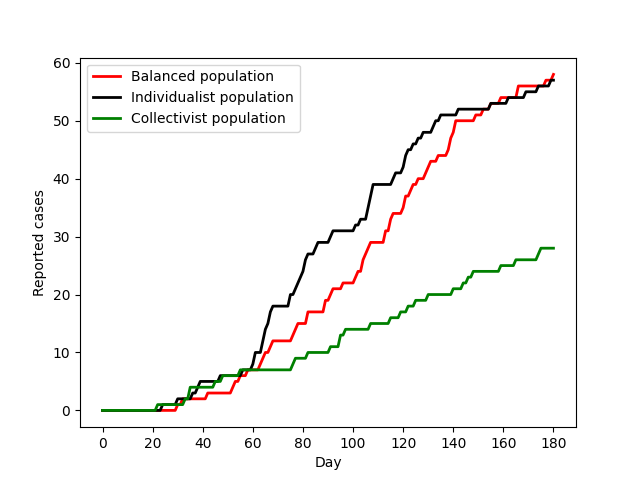 Balanced population
Individualist population
Collectivist population
Reported cases
60
50
40
30
20
10
0
0 20 40 60 80 100 120 140 160 180
Day